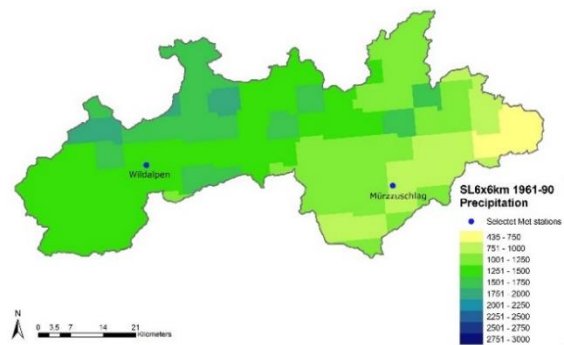 Wildalpen
Mürzzuschlag
SL6x6km 1961-90
Precipitation
Selectet Met stations
435 - 750
751 - 1000
1001 - 1250
1251 - 1500
1501 - 1750
1751 - 2000
2001 - 2250
2251 - 2500
2501 - 2750
2751 - 3000
N
0 3.5 7 14 21
Kilometers